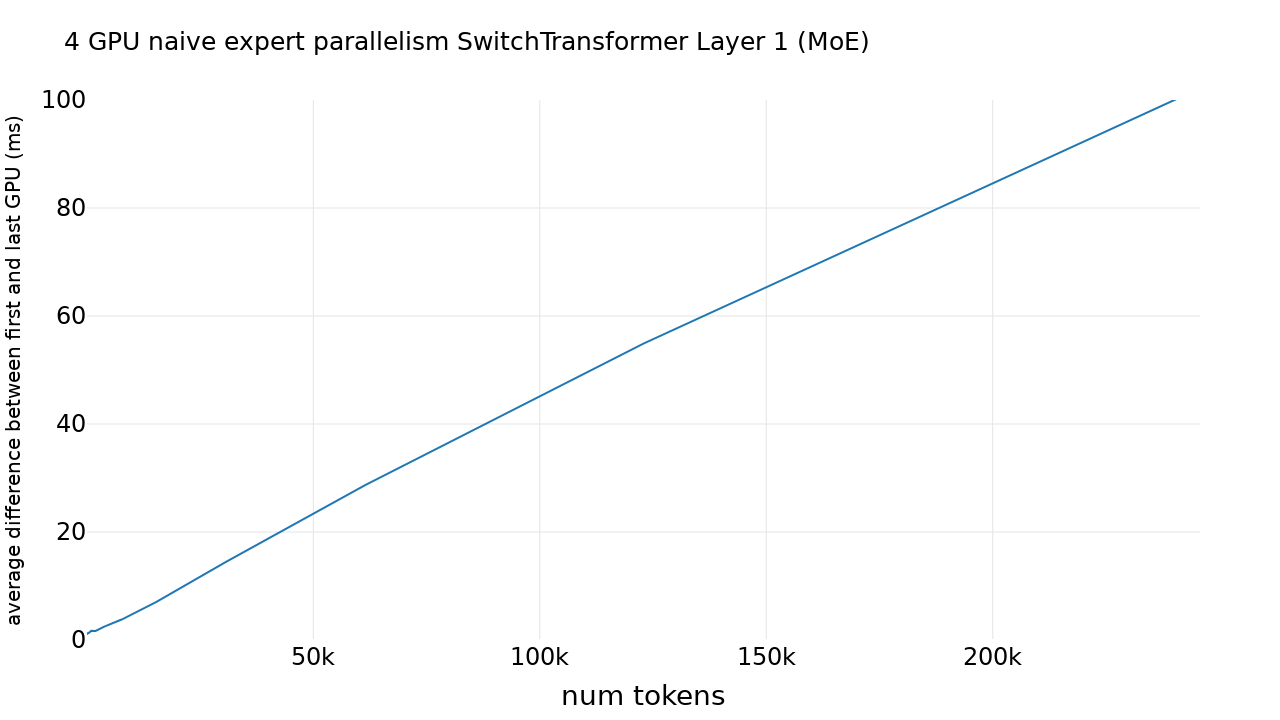 4 GPU naive expert parallelism SwitchTransformer Layer 1 (MoE)
average difference between first and last GPU (ms)
100
80
60
40
20
0
50k
100k
150k
200k
num tokens